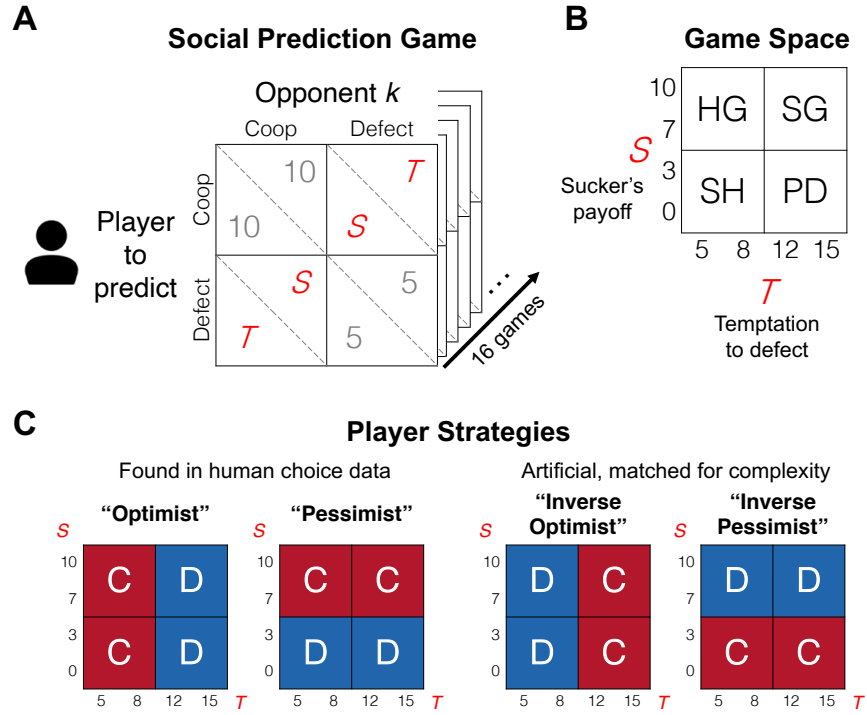 A
Social Prediction Game
Opponent k
Coop Defect
Player to predict
Coop
Defect
10
10
T
S
S
T
5
5
...
16 games
B
Game Space
10
7
3
0
S
Sucker's
payoff
HG SG
SH PD
5 8 12 15
T
Temptation
to defect
C
Player Strategies
Found in human choice data
Artificial, matched for complexity
S
"Optimist"
10
7
3
0
C D
C D
5 8 12 15 T
S
"Pessimist"
10
7
3
0
C C
D D
5 8 12 15 T
S
"Inverse
Optimist"
10
7
3
0
D C
D C
5 8 12 15 T
S
"Inverse
Pessimist"
10
7
3
0
D D
C C
5 8 12 15 T